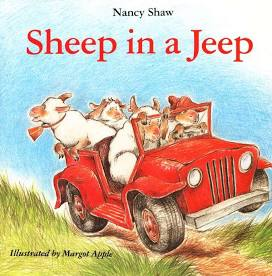 Nancy Shaw
Sheep in a Jeep
Illustrated by Margot Apple